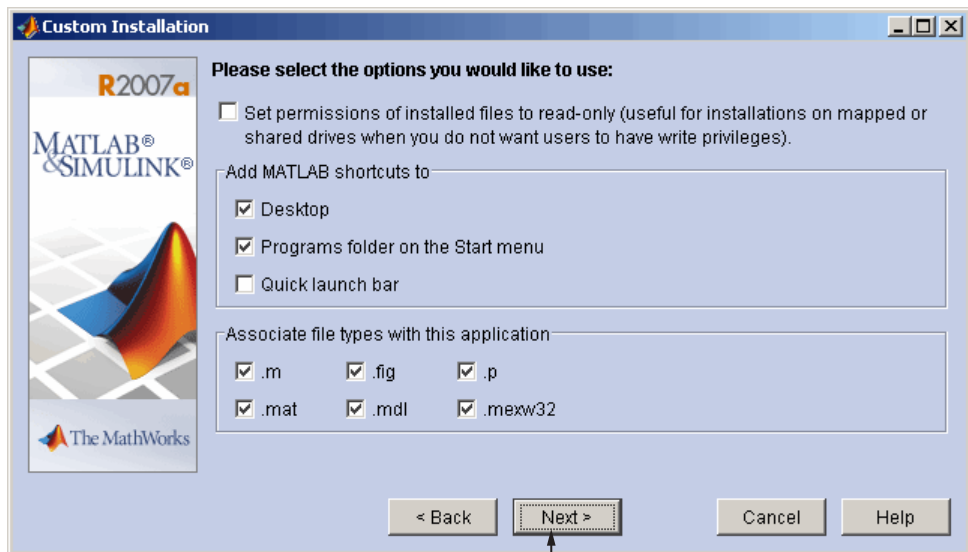 Custom Installation
R2007a
MATLAB®
&SIMULINK®
The MathWorks
Please select the options you would like to use:
Set permissions of installed files to read-only (useful for installations on mapped or
shared drives when you do not want users to have write privileges).
Add MATLAB shortcuts to
Desktop
Programs folder on the Start menu
Quick launch bar
Associate file types with this application
.m .fig .p
.mat .mdl .mexw32
< Back Next > Cancel Help